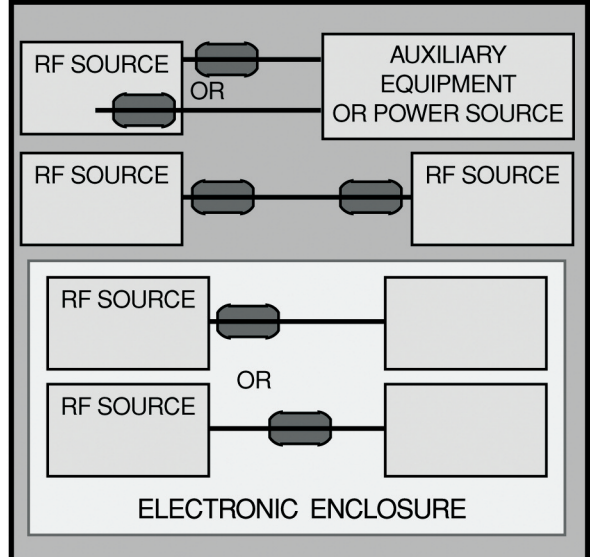 RF SOURCE
OR
AUXILIARY
EQUIPMENT
OR POWER SOURCE
RF SOURCE
RF SOURCE
RF SOURCE
OR
RF SOURCE
ELECTRONIC ENCLOSURE